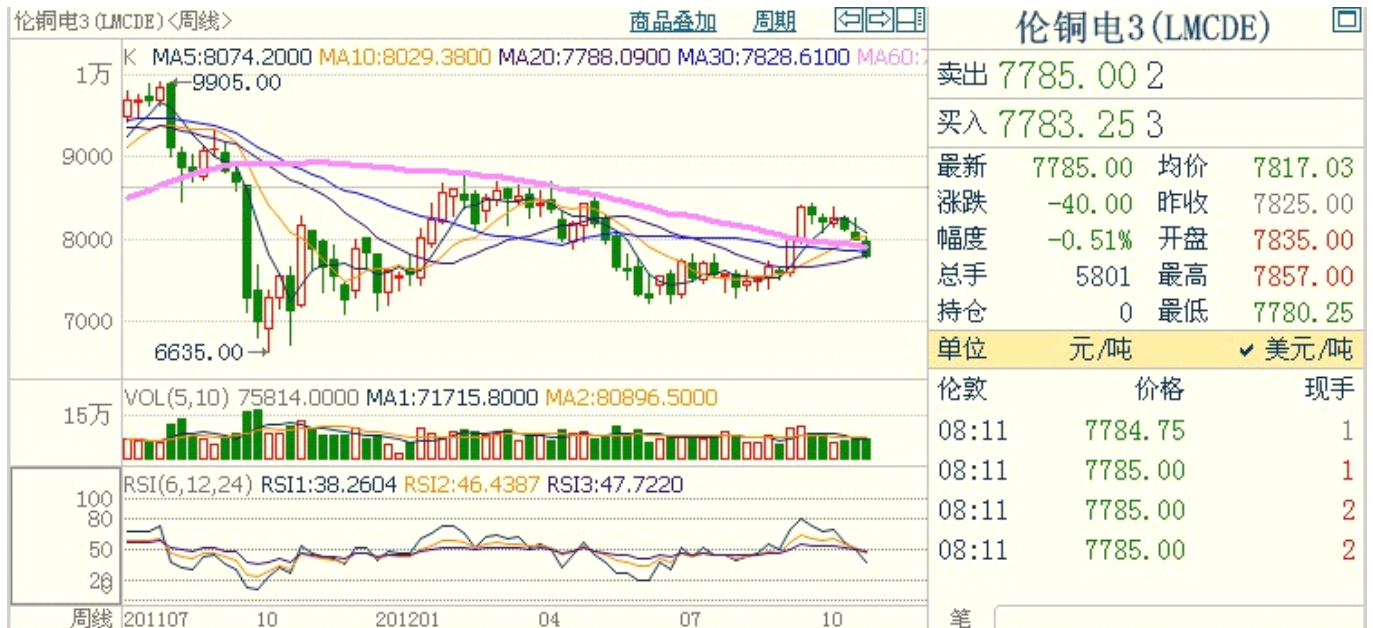 伦铜电3(LMCDE)<周线>
商品叠加 周期
K MA5:8074.2000 MA10:8029.3800 MA20:7788.0900 MA30:7828.6100 MA60:7
1万
9905.00
9000
8000
7000
6635.00
VOL(5,10) 75814.0000 MA1:71715.8000 MA2:80896.5000
15万
RSI(6,12,24) RSI1:38.2604 RSI2:46.4387 RSI3:47.7220
100
80
50
20
0
周线 201107 10 201201 04 07 10
伦铜电3(LMCDE)
卖出 7785.00 2
买入 7783.25 3
最新 7785.00 均价 7817.03
涨跌 -40.00 昨收 7825.00
幅度 -0.51% 开盘 7835.00
总手 5801 最高 7857.00
持仓 0 最低 7780.25
单位 元/吨 ✓ 美元/吨
伦敦 价格 现手
08:11 7784.75 1
08:11 7785.00 1
08:11 7785.00 2
08:11 7785.00 2
笔